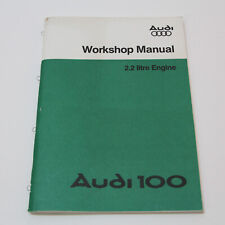 Audi
Workshop Manual
2.2 litre Engine
Audi 100